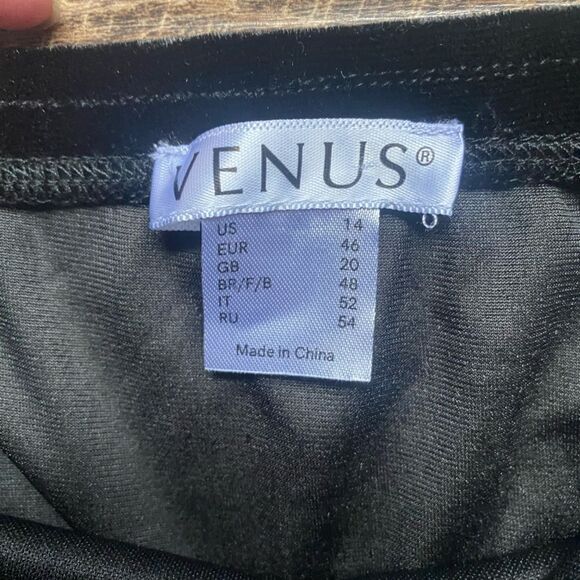 VENUS®
US 14
EUR 46
GB 20
BR/F/B 48
IT 52
RU 54
Made in China